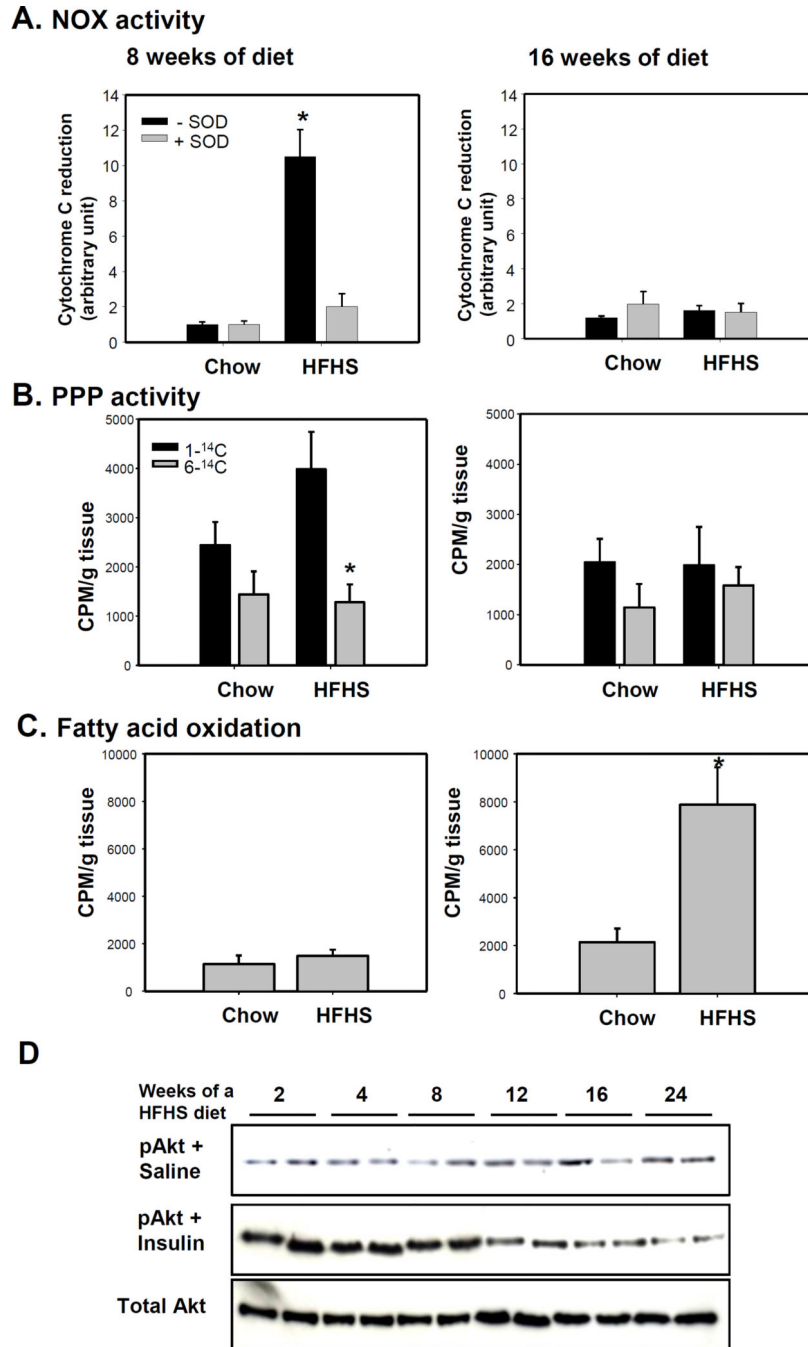 A. NOX activity
8 weeks of diet
16 weeks of diet
Cytochrome C reduction
(arbitrary unit)
14
12
10
8
6
4
2
0
- SOD
+ SOD
*
Chow HFHS
Cytochrome C reduction
(arbitrary unit)
14
12
10
8
6
4
2
0
Chow HFHS
B. PPP activity
CPM/g tissue
5000
4000
3000
2000
1000
0
1-¹⁴C
6-¹⁴C
*
Chow HFHS
CPM/g tissue
5000
4000
3000
2000
1000
0
Chow HFHS
C. Fatty acid oxidation
CPM/g tissue
10000
8000
6000
4000
2000
0
Chow HFHS
CPM/g tissue
10000
8000
6000
4000
2000
0
*
Chow HFHS
D
Weeks of a
HFHS diet
2 4 8 12 16 24
pAkt +
Saline
pAkt +
Insulin
Total Akt